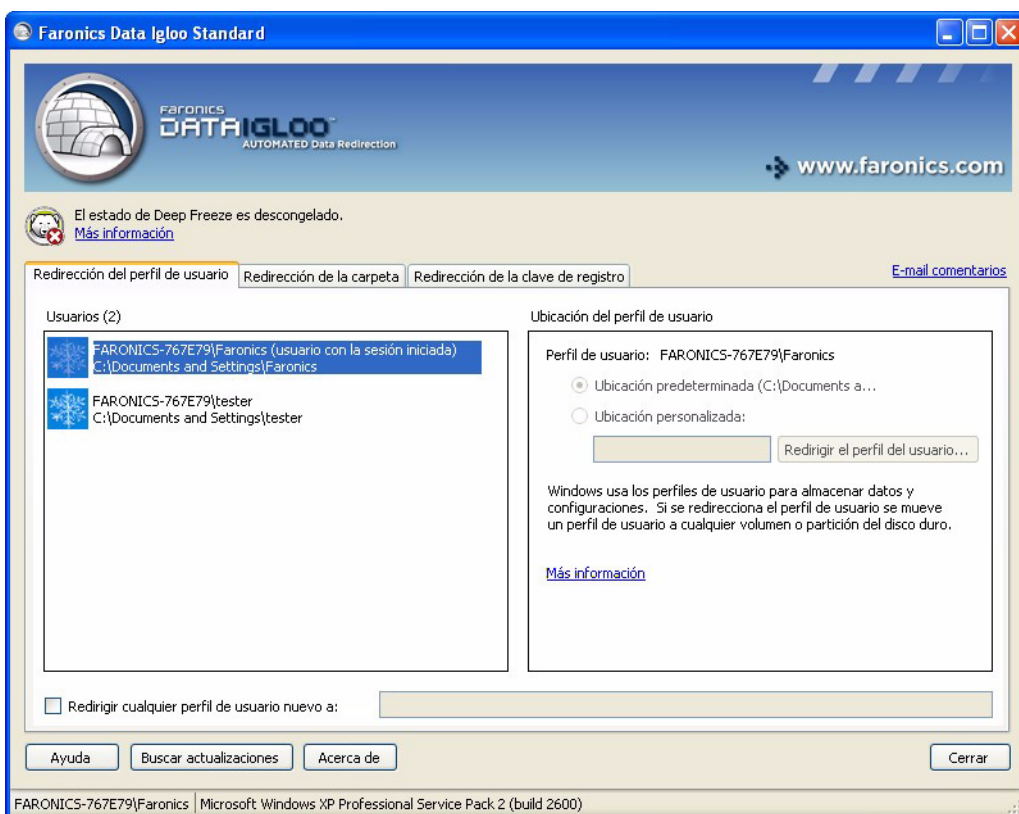 Faronics Data Igloo Standard
Faronics
DATAIGLOO™
AUTOMATED Data Redirection
www.faronics.com
El estado de Deep Freeze es descongelado.
Más información
Redirección del perfil de usuario
Redirección de la carpeta
Redirección de la clave de registro
E-mail comentarios
Usuarios (2)
FARONICS-767E79\Faronics (usuario con la sesión iniciada)
C:\Documents and Settings\Faronics
FARONICS-767E79\tester
C:\Documents and Settings\tester
Ubicación del perfil de usuario
Perfil de usuario: FARONICS-767E79\Faronics
Ubicación predeterminada (C:\Documents a...
Ubicación personalizada:
Redirigir el perfil del usuario...
Windows usa los perfiles de usuario para almacenar datos y
configuraciones. Si se redirecciona el perfil de usuario se mueve
un perfil de usuario a cualquier volumen o partición del disco duro.
Más información
Redirigir cualquier perfil de usuario nuevo a:
Ayuda
Buscar actualizaciones
Acerca de
Cerrar
FARONICS-767E79\Faronics
Microsoft Windows XP Professional Service Pack 2 (build 2600)